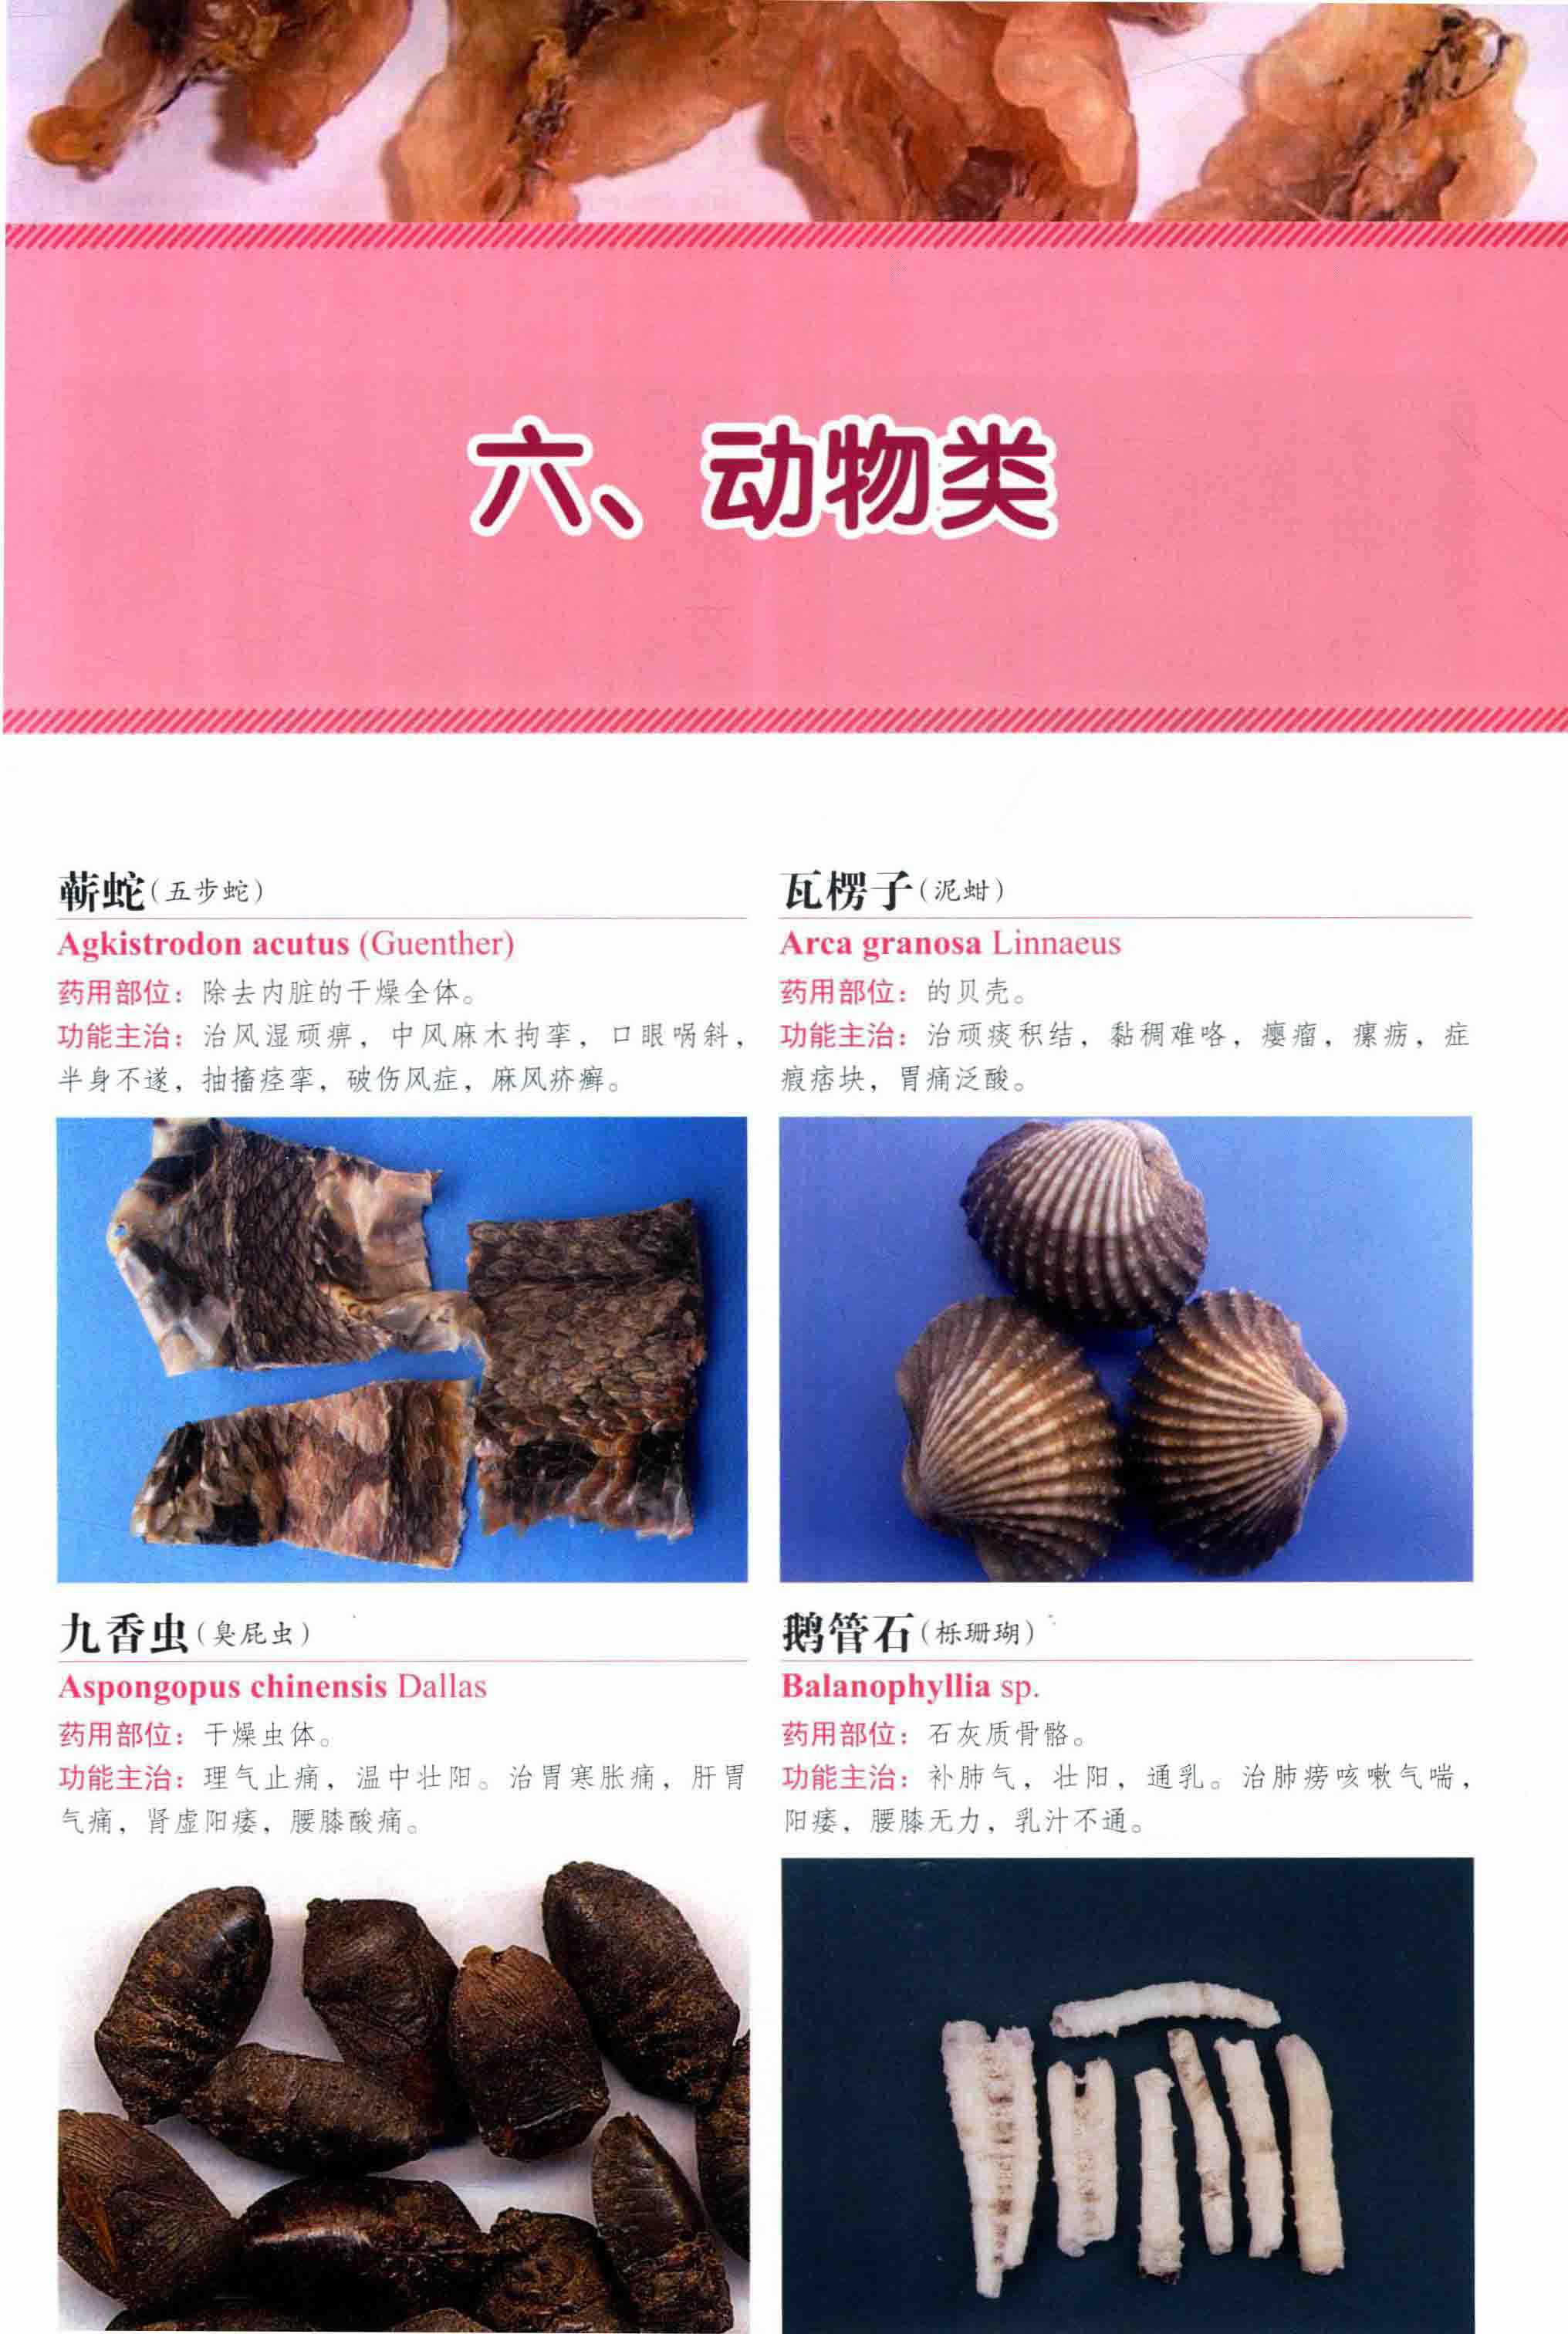 六、动物类
蕲蛇(五步蛇)
Agkistrodon acutus (Guenther)
药用部位：除去内脏的干燥全体。
功能主治：治风湿顽痹，中风麻木拘挛，口眼㖞斜，
半身不遂，抽搐痉挛，破伤风症，麻风疥癣。
瓦楞子(泥蚶)
Arca granosa Linnaeus
药用部位：的贝壳。
功能主治：治顽痰积结，黏稠难咯，瘿瘤，瘰疬，症
瘕痞块，胃痛泛酸。
九香虫(臭屁虫)
Aspongopus chinensis Dallas
药用部位：干燥虫体。
功能主治：理气止痛，温中壮阳。治胃寒胀痛，肝胃
气痛，肾虚阳痿，腰膝酸痛。
鹅管石(栎珊瑚)
Balanophyllia sp.
药用部位：石灰质骨骼。
功能主治：补肺气，壮阳，通乳。治肺痨咳嗽气喘，
阳痿，腰膝无力，乳汁不通。